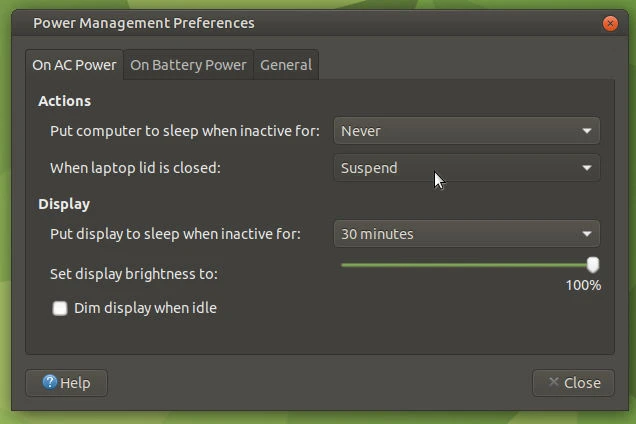 Power Management Preferences
On AC Power On Battery Power General
Actions
Put computer to sleep when inactive for: Never
When laptop lid is closed: Suspend
Display
Put display to sleep when inactive for: 30 minutes
Set display brightness to:
100%
Dim display when idle
? Help Close